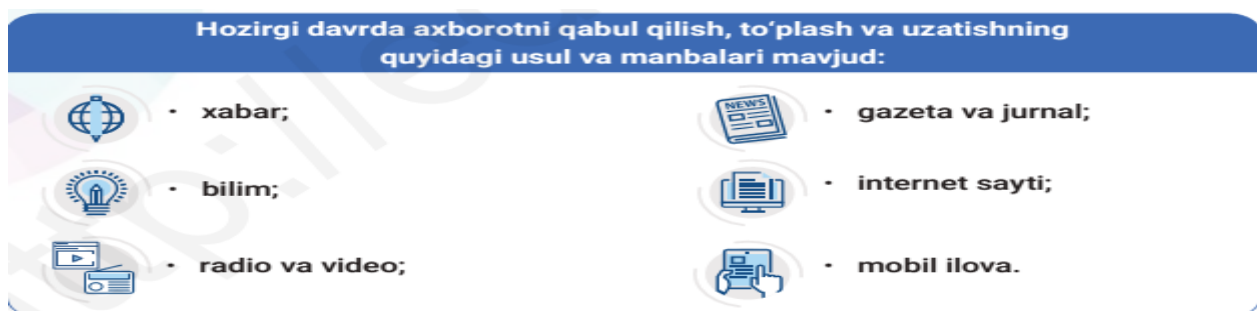 Hozirgi davrda axborotni qabul qilish, to‘plash va uzatishning
quyidagi usul va manbalari mavjud:
• xabar;
• bilim;
• radio va video;
NEWS
• gazeta va jurnal;
• internet sayti;
• mobil ilova.